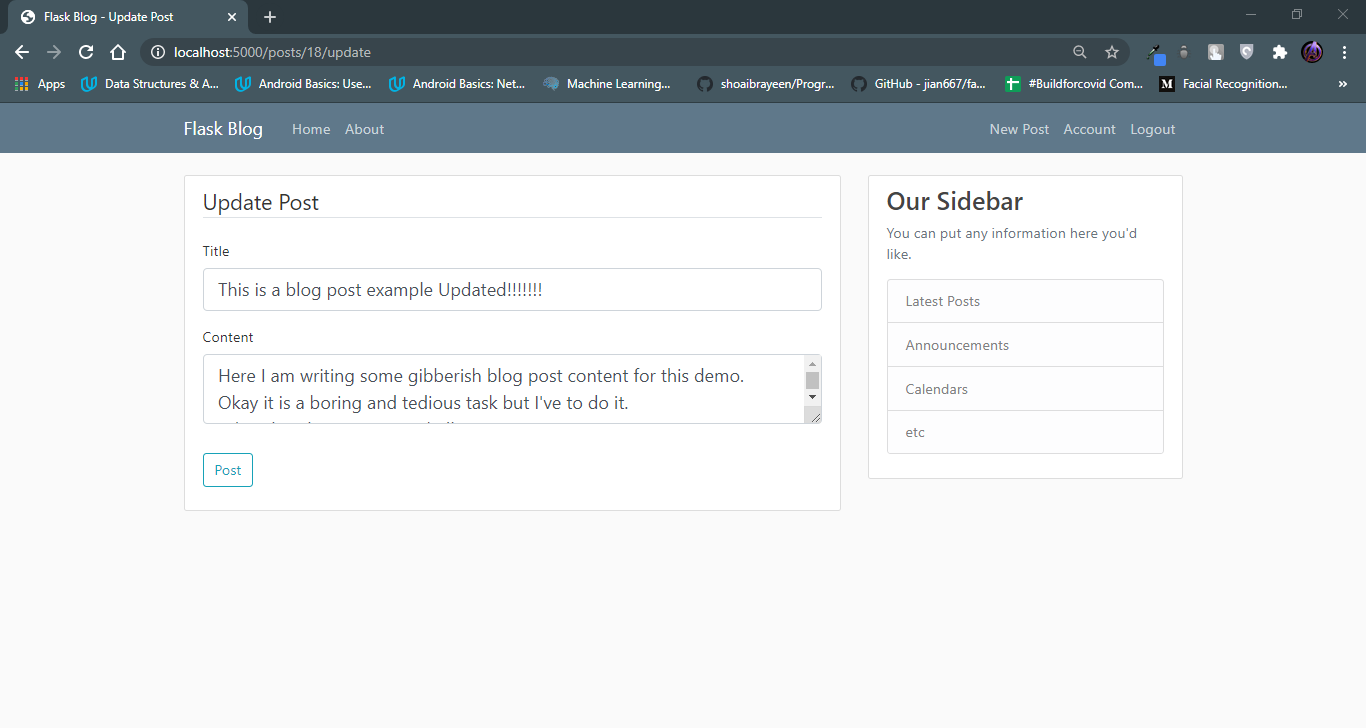 Flask Blog - Update Post
localhost:5000/posts/18/update
Apps
Data Structures & A...
Android Basics: Use...
Android Basics: Net...
Machine Learning...
shoaibrayeen/Progr...
GitHub - jian667/fa...
#Buildforcovid Com...
M
Facial Recognition...
»
Flask Blog
Home
About
New Post
Account
Logout
Update Post
Title
This is a blog post example Updated!!!!!!!
Content
Here I am writing some gibberish blog post content for this demo.
Okay it is a boring and tedious task but I've to do it.
Post
Our Sidebar
You can put any information here you'd
like.
Latest Posts
Announcements
Calendars
etc